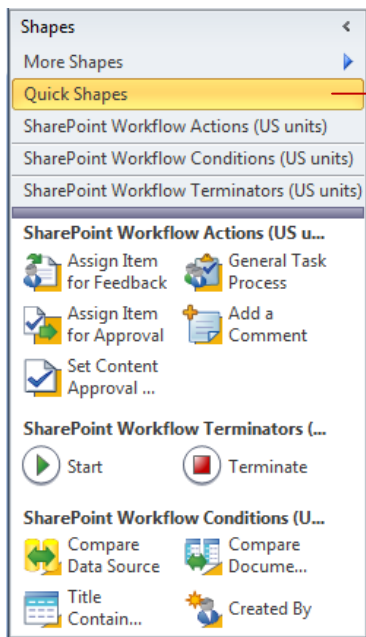 Shapes
More Shapes
Quick Shapes
SharePoint Workflow Actions (US units)
SharePoint Workflow Conditions (US units)
SharePoint Workflow Terminators (US units)
SharePoint Workflow Actions (US u...
Assign Item
for Feedback
General Task
Process
Assign Item
for Approval
Add a
Comment
Set Content
Approval ...
SharePoint Workflow Terminators (...
Start
Terminate
SharePoint Workflow Conditions (U...
Compare
Data Source
Compare
Docume...
Title
Contain...
Created By